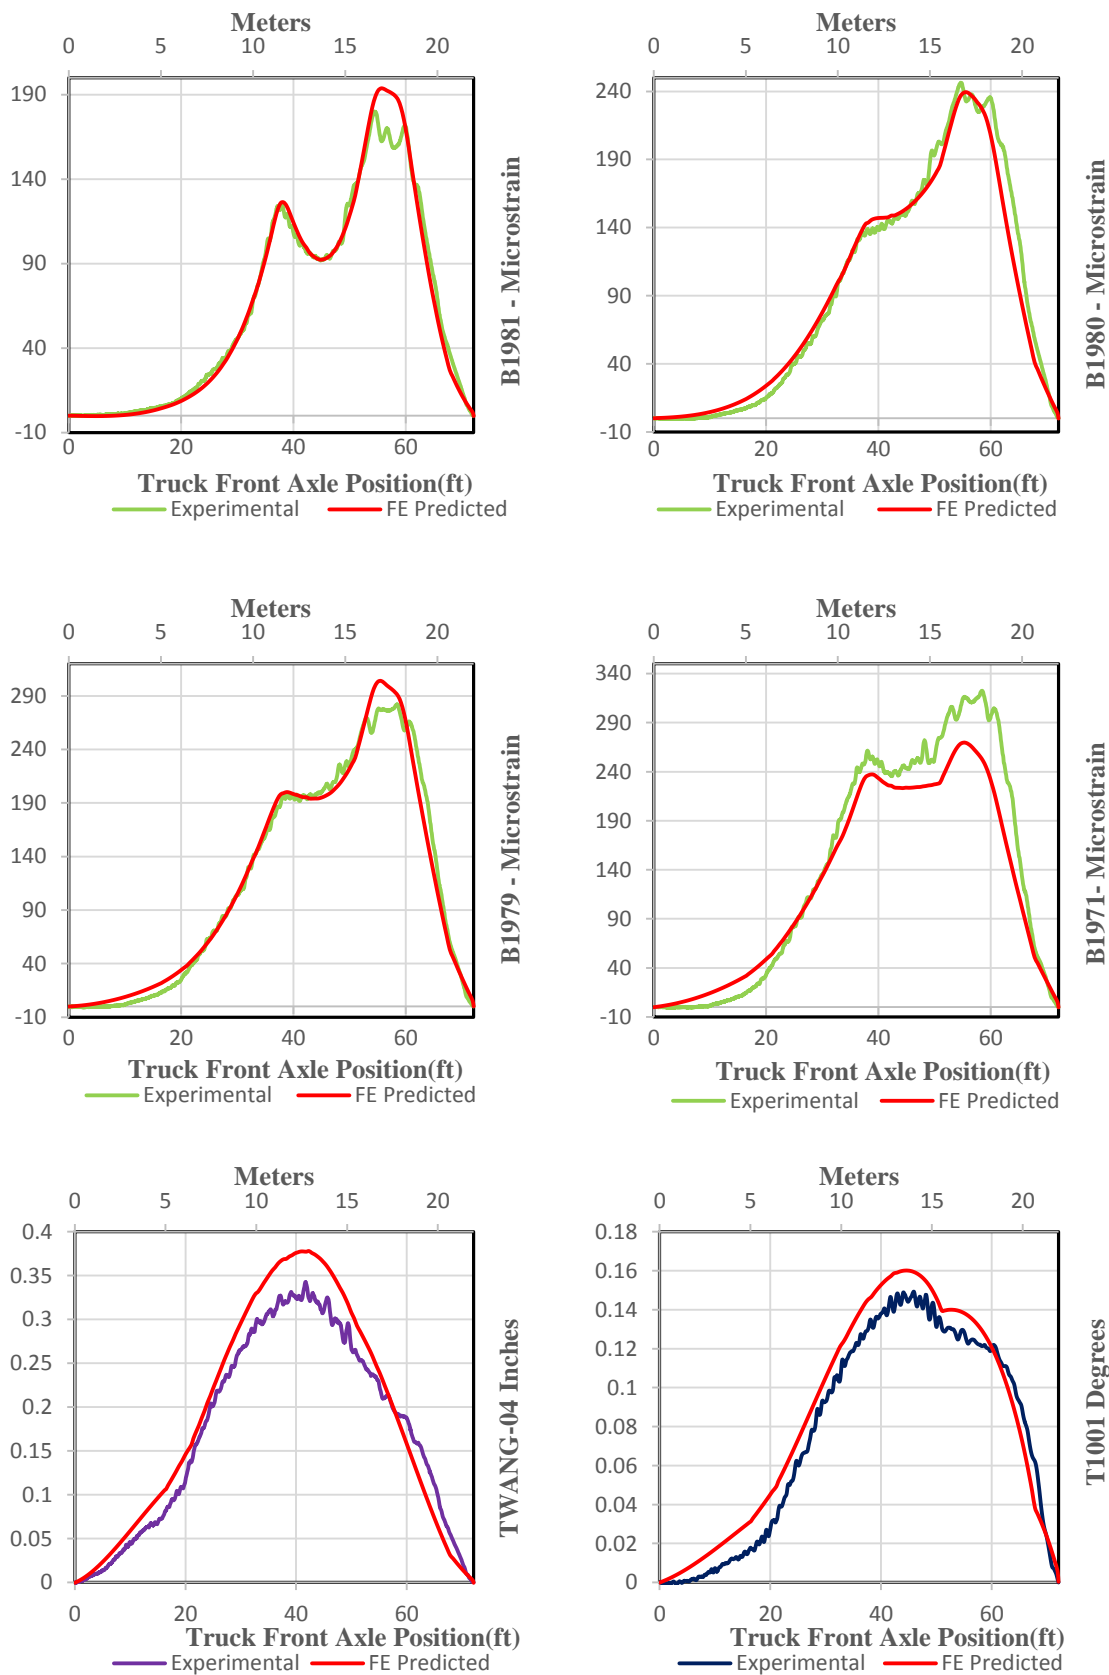 Meters
0 5 10 15 20
190
140
90
40
-10
0 20 40 60
B1981 - Microstrain
Truck Front Axle Position(ft)
Experimental FE Predicted
Meters
0 5 10 15 20
240
190
140
90
40
-10
0 20 40 60
B1980 - Microstrain
Truck Front Axle Position(ft)
Experimental FE Predicted
Meters
0 5 10 15 20
290
240
190
140
90
40
-10
0 20 40 60
B1979 - Microstrain
Truck Front Axle Position(ft)
Experimental FE Predicted
Meters
0 5 10 15 20
340
290
240
190
140
90
40
-10
0 20 40 60
B1971- Microstrain
Truck Front Axle Position(ft)
Experimental FE Predicted
Meters
0 5 10 15 20
0.4
0.35
0.3
0.25
0.2
0.15
0.1
0.05
0
0 20 40 60
TWANG-04 Inches
Truck Front Axle Position(ft)
Experimental FE Predicted
Meters
0 5 10 15 20
0.18
0.16
0.14
0.12
0.1
0.08
0.06
0.04
0.02
0
0 20 40 60
T1001 Degrees
Truck Front Axle Position(ft)
Experimental FE Predicted